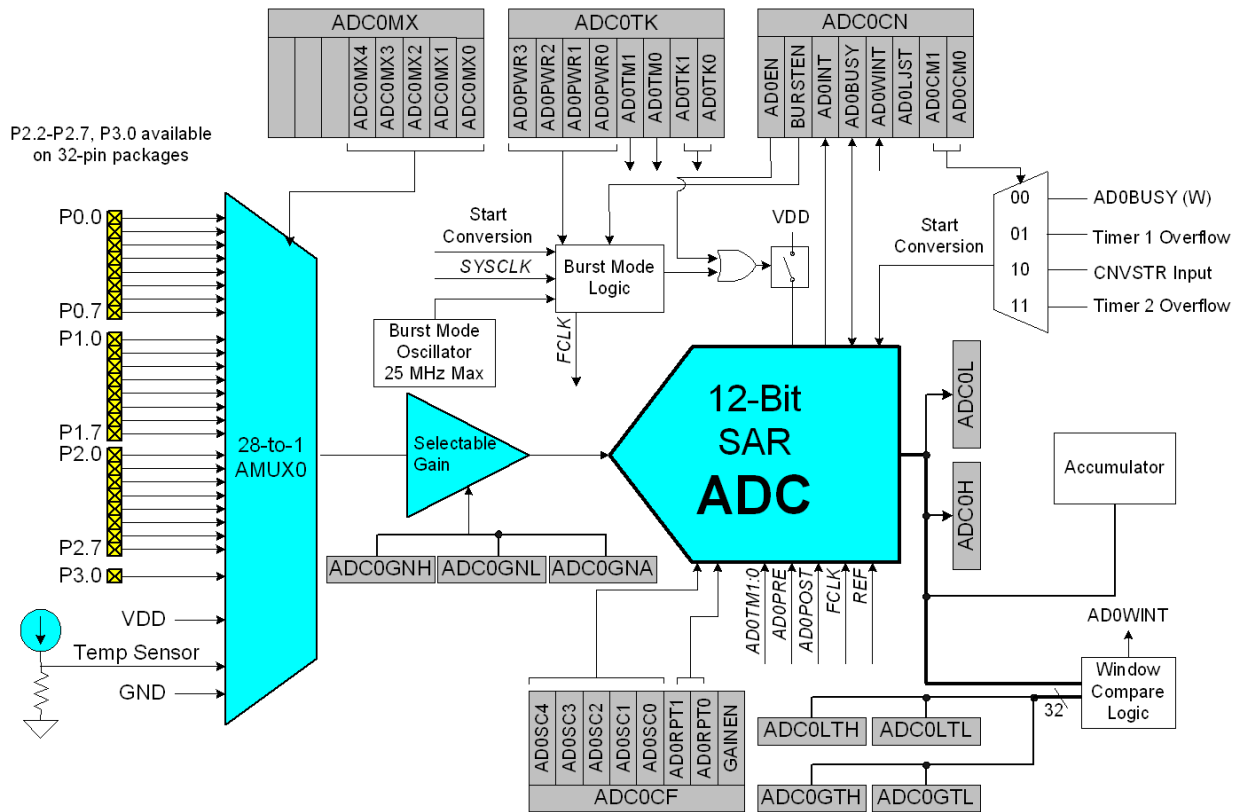 ADC0MX
ADC0MX4
ADC0MX3
ADC0MX2
ADC0MX1
ADC0MX0
ADC0TK
AD0PWR3
AD0PWR2
AD0PWR1
AD0PWR0
AD0TM1
AD0TM0
AD0TK1
AD0TK0
ADC0CN
AD0EN
BURSTEN
AD0INT
AD0BUSY
AD0WINT
AD0LJST
AD0CM1
AD0CM0
P2.2-P2.7, P3.0 available
on 32-pin packages
P0.0
P0.7
P1.0
P1.7
P2.0
P2.7
P3.0
VDD
Temp Sensor
GND
28-to-1
AMUX0
Start
Conversion
SYSCLK
Burst Mode
Logic
Burst Mode
Oscillator
25 MHz Max
FCLK
VDD
Start
Conversion
00
01
10
11
AD0BUSY (W)
Timer 1 Overflow
CNVSTR Input
Timer 2 Overflow
Selectable
Gain
12-Bit
SAR
ADC
ADC0L
ADC0H
Accumulator
ADC0GNH
ADC0GNL
ADC0GNA
AD0TM1:0
AD0PRE
AD0POST
FCLK
REF
AD0WINT
Window
Compare
Logic
32
AD0SC4
AD0SC3
AD0SC2
AD0SC1
AD0SC0
AD0RPT1
AD0RPT0
GAINEN
ADC0CF
ADC0LTH
ADC0LTL
ADC0GTH
ADC0GTL